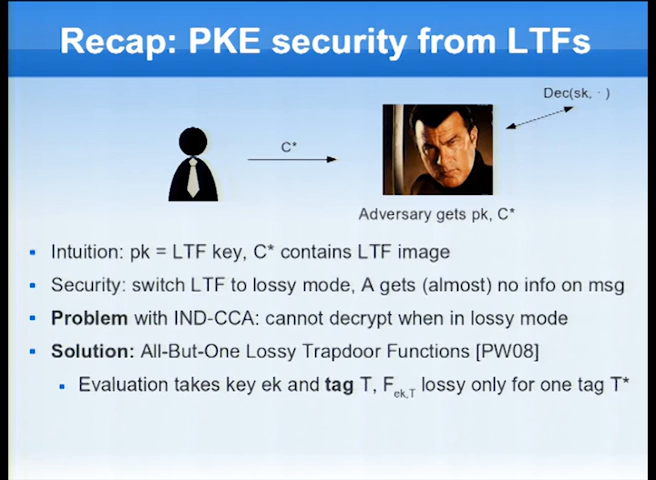 Recap: PKE security from LTFs
Dec(sk, · )
C*
Adversary gets pk, C*
Intuition: pk = LTF key, C* contains LTF image
Security: switch LTF to lossy mode, A gets (almost) no info on msg
Problem with IND-CCA: cannot decrypt when in lossy mode
Solution: All-But-One Lossy Trapdoor Functions [PW08]
Evaluation takes key ek and tag T, F_ek,T lossy only for one tag T*